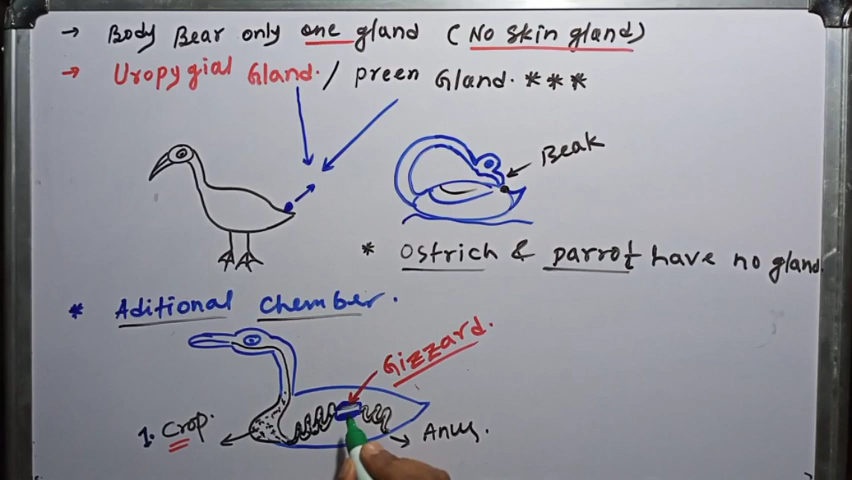 → Body Bear only one gland (No skin gland)
→ Uropygial Gland. / preen Gland. ***
Beak
* Ostrich & parrot have no gland.
* Aditional Chember.
Gizzard.
1. Crop.
Anus.